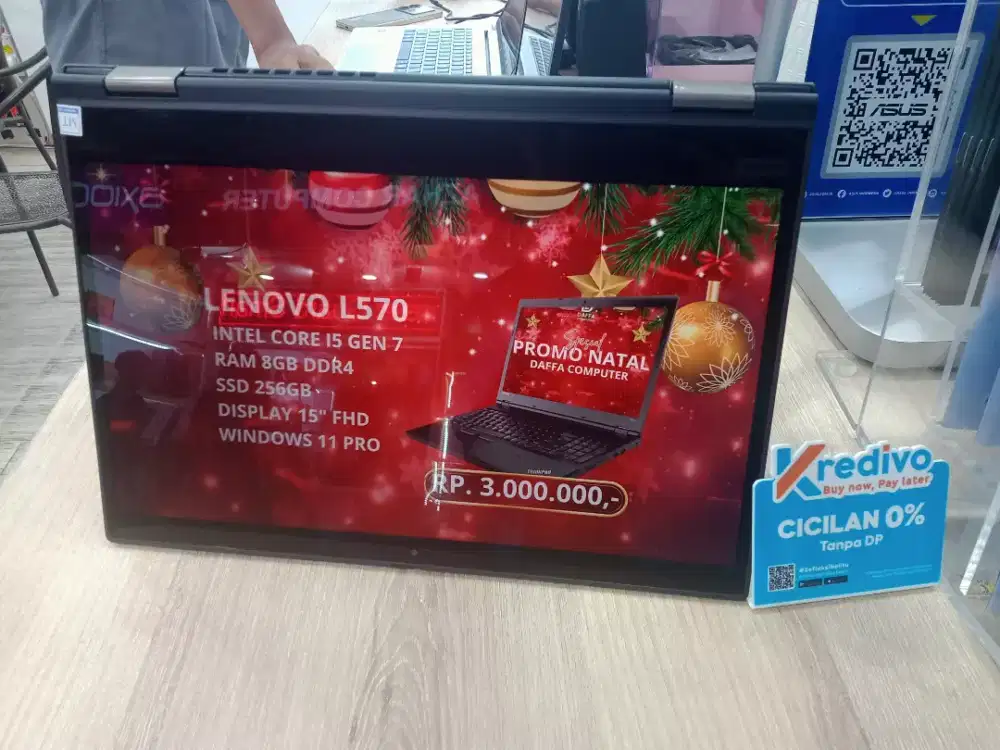 LENOVO L570
INTEL CORE I5 GEN 7
RAM 8GB DDR4
SSD 256GB
DISPLAY 15" FHD
WINDOWS 11 PRO
PROMO NATAL
DAFFA COMPUTER
RP. 3.000.000,-
ASUS
Kredivo
Buy now, Pay later
CICILAN 0%
Tanpa DP